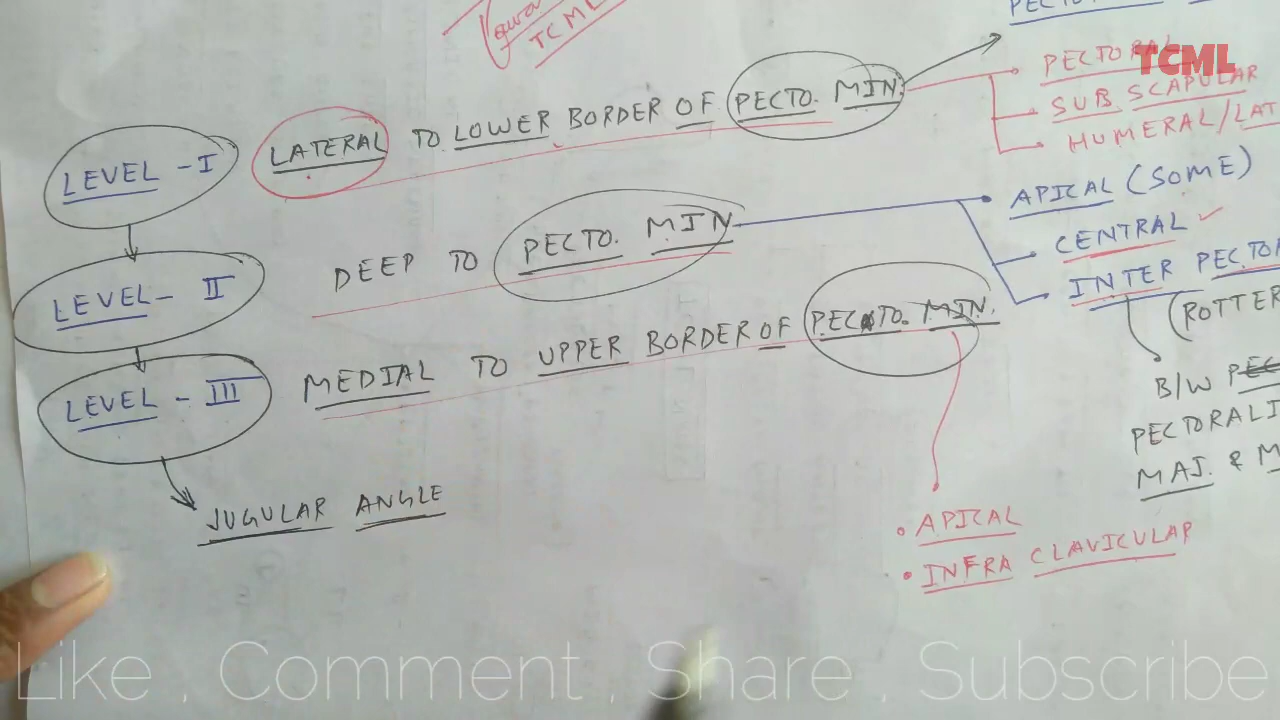 TCML
PECTO
TCML
LEVEL - I
LATERAL TO LOWER BORDER OF PECTO. MIN.
PECTORAL
SUB SCAPULAR
HUMERAL/LAT
LEVEL - II
DEEP TO PECTO. MIN
APICAL (SOME)
CENTRAL ✓
INTER PECTOR
(ROTTER
B/W
PECTORALI
MAJ. & M
LEVEL - III
MEDIAL TO UPPER BORDER OF PECTO. MIN.
JUGULAR ANGLE
• APICAL
• INFRA CLAVICULAR
Like , Comment , Share , Subscribe